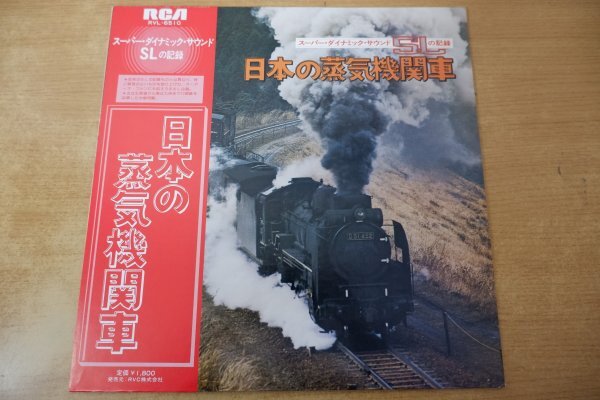 RCA
RVL-5510
スーパー・ダイナミック・サウンド
SLの記録
日本の
蒸気機関車
定価 ¥1,800
発売元 RVC株式会社
スーパー・ダイナミック・サウンド SLの記録
日本の蒸気機関車